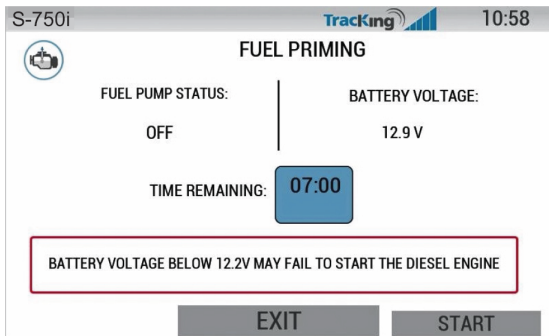 S-750i TracKing 10:58
FUEL PRIMING
FUEL PUMP STATUS: BATTERY VOLTAGE:
OFF 12.9 V
TIME REMAINING: 07:00
BATTERY VOLTAGE BELOW 12.2V MAY FAIL TO START THE DIESEL ENGINE
EXIT START